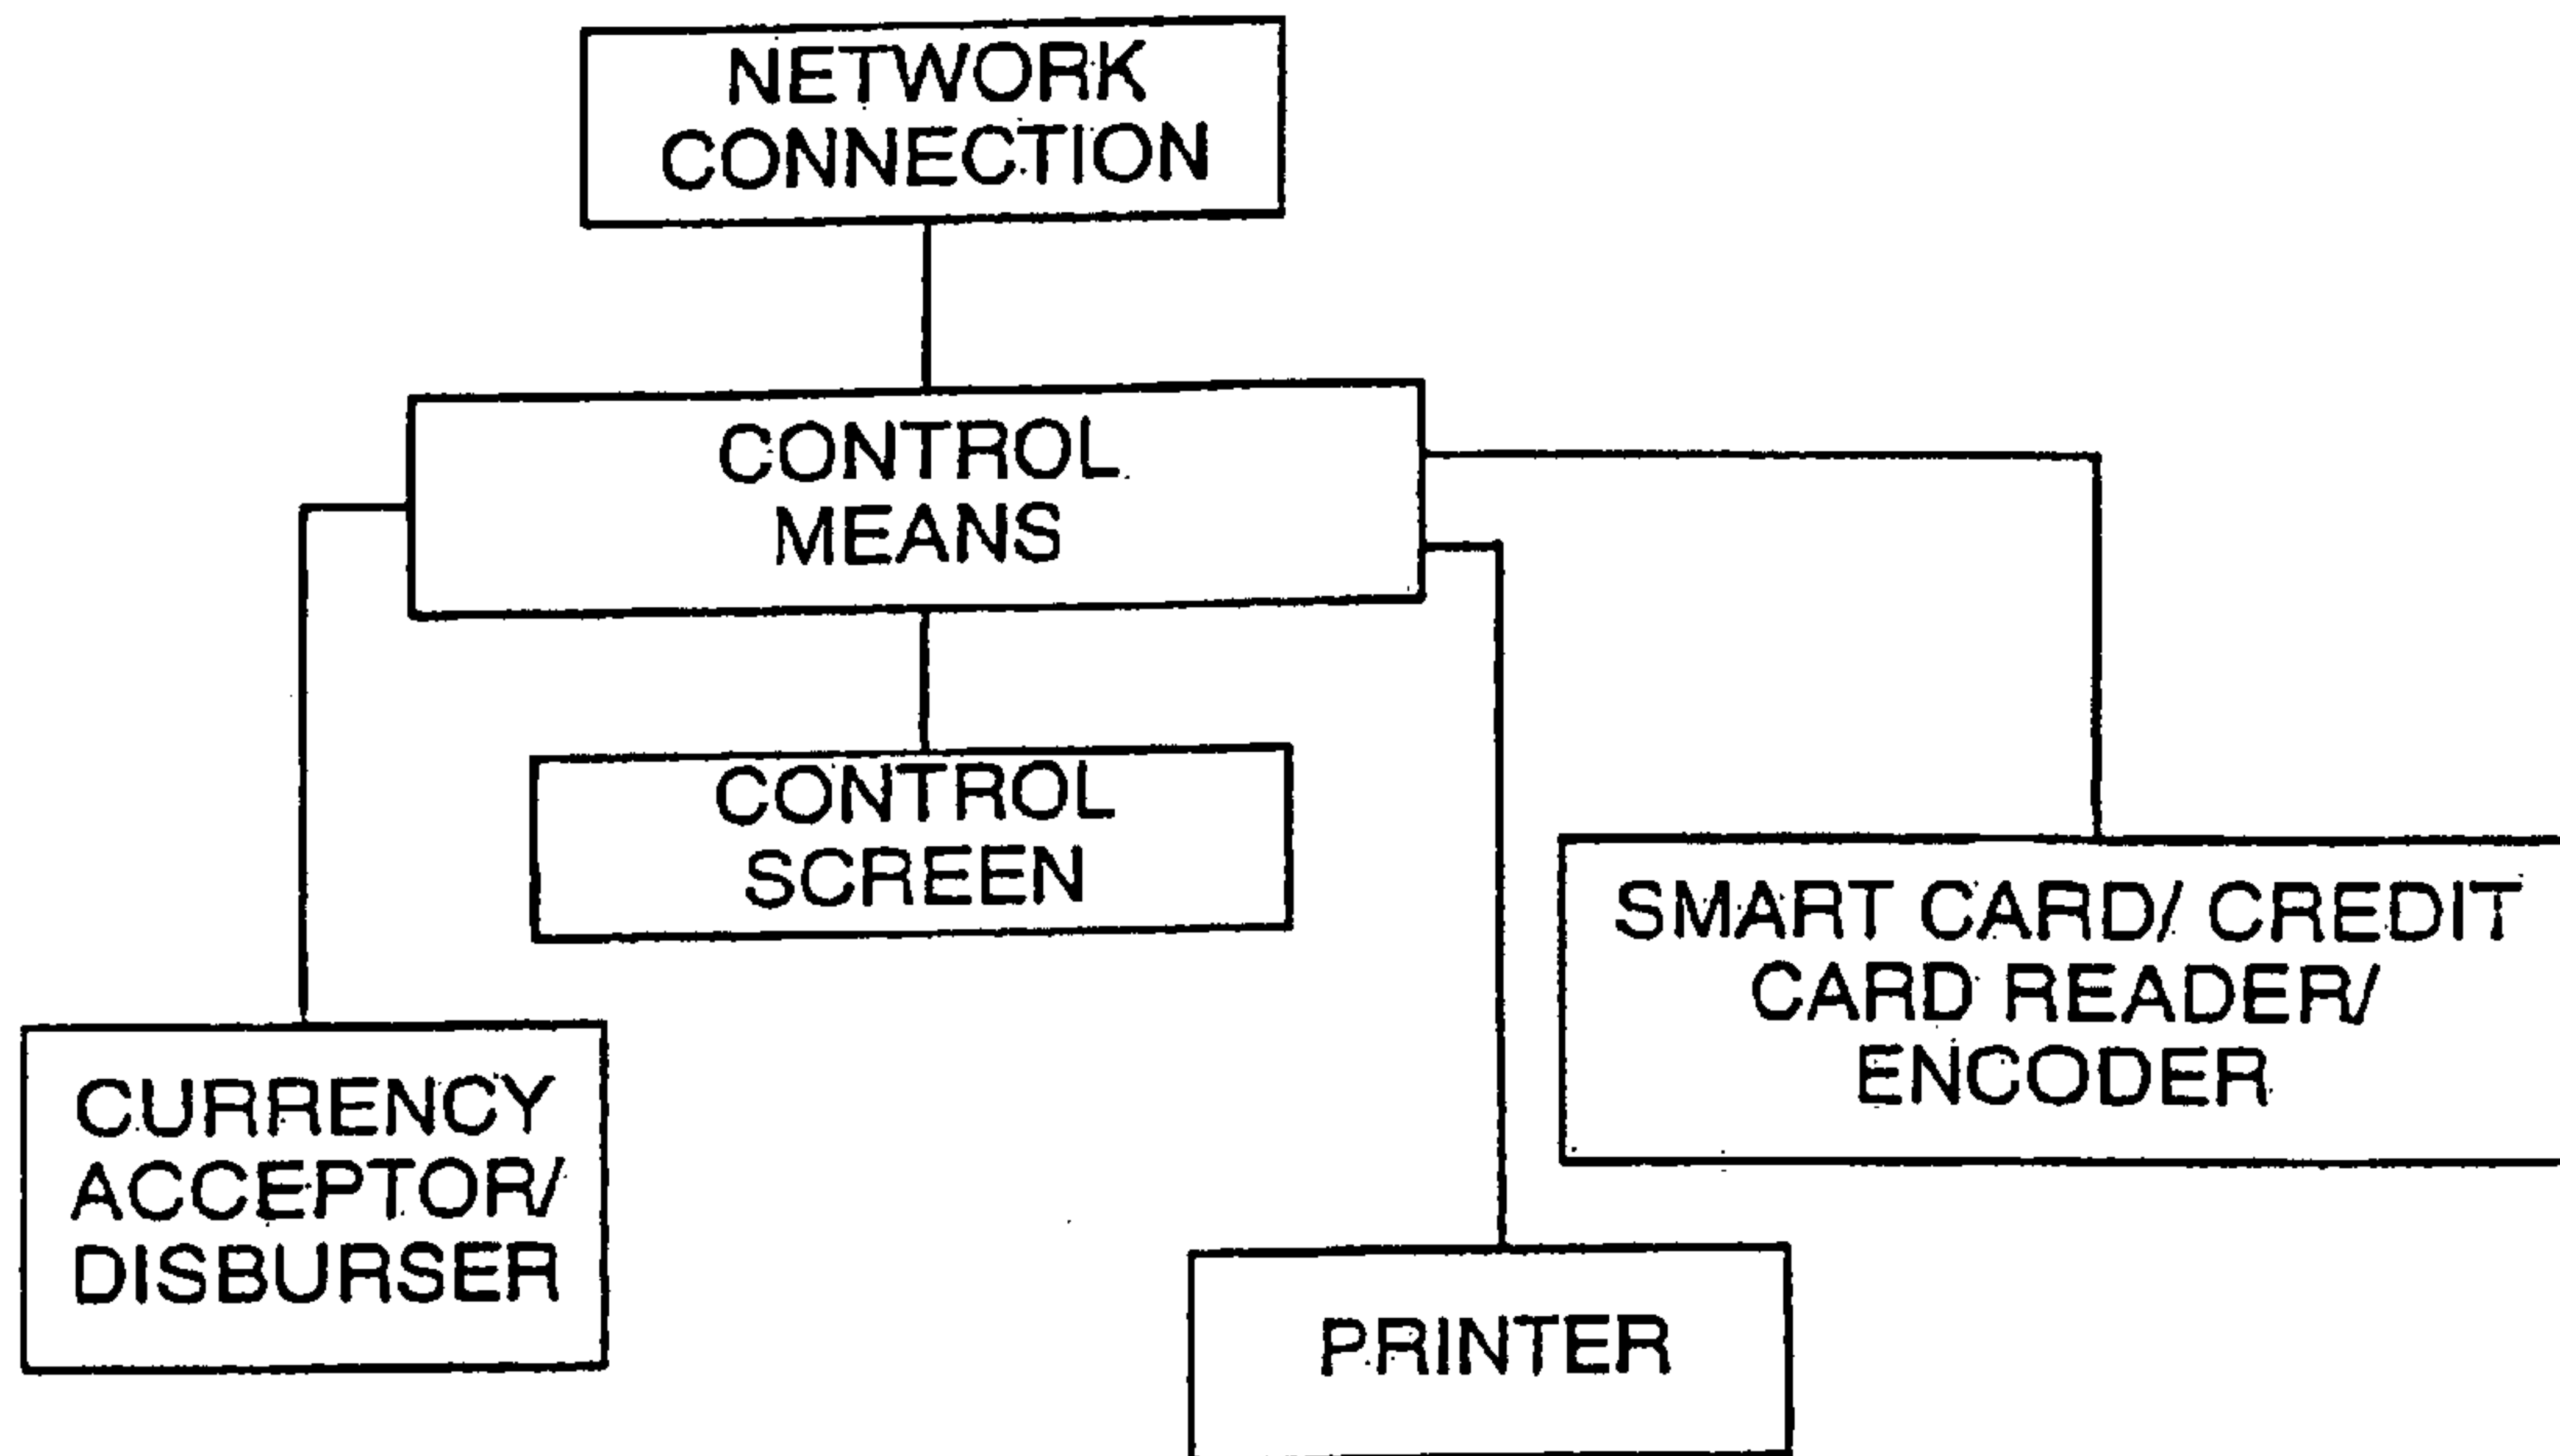 NETWORK
CONNECTION
CONTROL
MEANS
CONTROL
SCREEN
SMART CARD/ CREDIT
CARD READER/
ENCODER
CURRENCY
ACCEPTOR/
DISBURSER
PRINTER